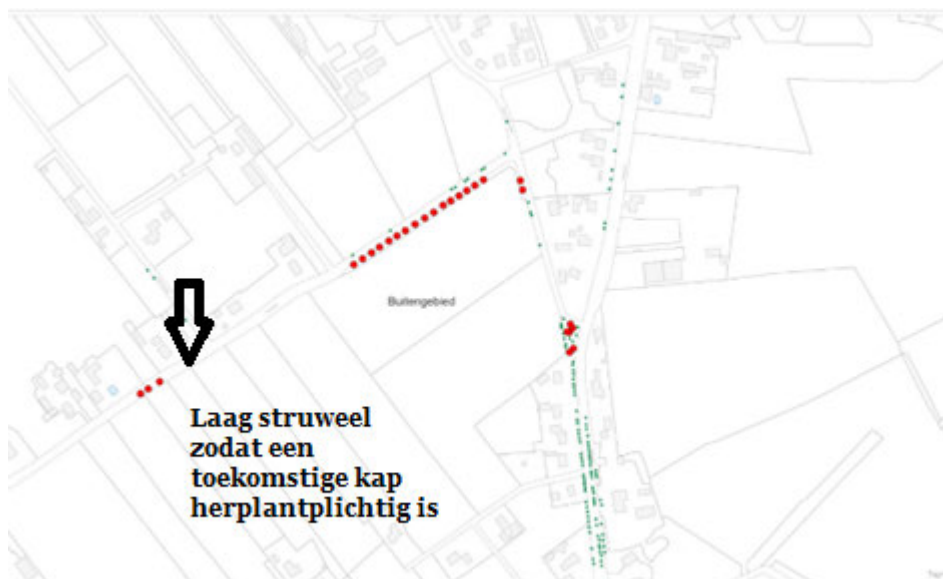 Buitengebied
Laag struweel
zodat een
toekomstige kap
herplantplichtig is